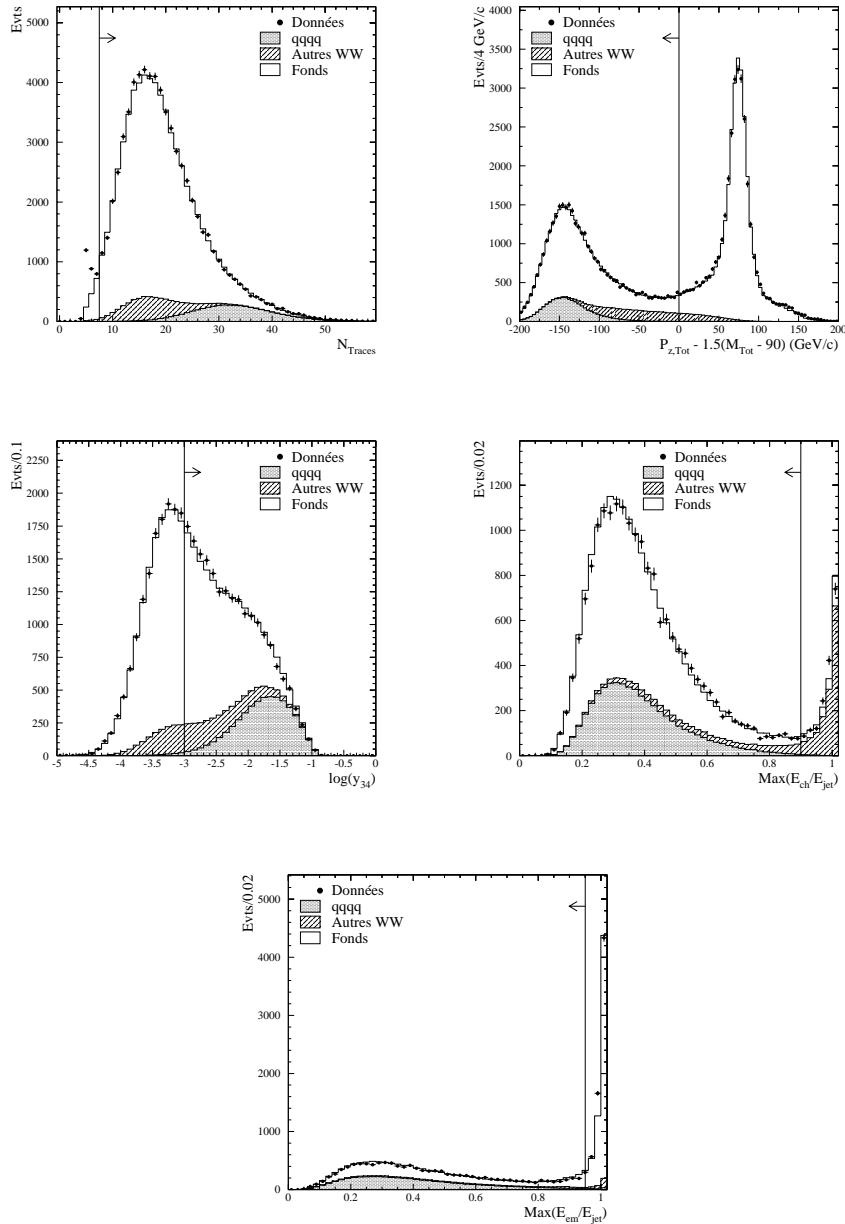 Evts
5000
4000
3000
2000
1000
0
Données
qqqq
Autres WW
Fonds
0 10 20 30 40 50
N_Traces
Evts/4 GeV/c
4000
3500
3000
2500
2000
1500
1000
500
0
Données
qqqq
Autres WW
Fonds
-200 -150 -100 -50 0 50 100 150 200
P_z,Tot - 1.5(M_Tot - 90) (GeV/c)
Evts/0.1
2250
2000
1750
1500
1250
1000
750
500
250
0
Données
qqqq
Autres WW
Fonds
-5 -4.5 -4 -3.5 -3 -2.5 -2 -1.5 -1 -0.5 0
log(y_34)
Evts/0.02
1200
1000
800
600
400
200
0
Données
qqqq
Autres WW
Fonds
0 0.2 0.4 0.6 0.8 1
Max(E_ch/E_jet)
Evts/0.02
5000
4000
3000
2000
1000
0
Données
qqqq
Autres WW
Fonds
0 0.2 0.4 0.6 0.8 1
Max(E_em/E_jet)